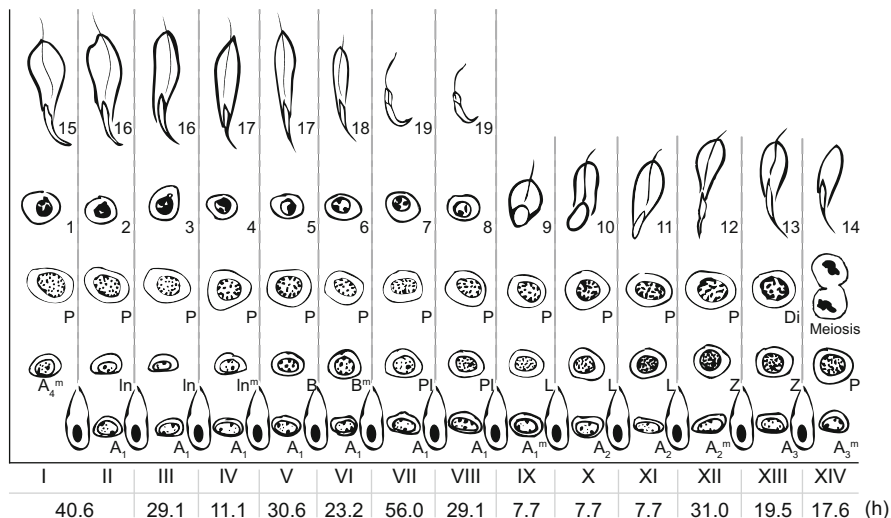 15 16 16 17 17 18 19 19
1 2 3 4 5 6 7 8 9 10 11 12 13 14
P P P P P P P P P P P P Di Meiosis
A₄ᵐ In In Inᵐ B Bᵐ Pl Pl L L L Z Z P
A₁ A₁ A₁ A₁ A₁ A₁ A₁ A₁ᵐ A₂ A₂ A₂ᵐ A₃ A₃ᵐ
I II III IV V VI VII VIII IX X XI XII XIII XIV
40.6 29.1 11.1 30.6 23.2 56.0 29.1 7.7 7.7 7.7 31.0 19.5 17.6 (h)